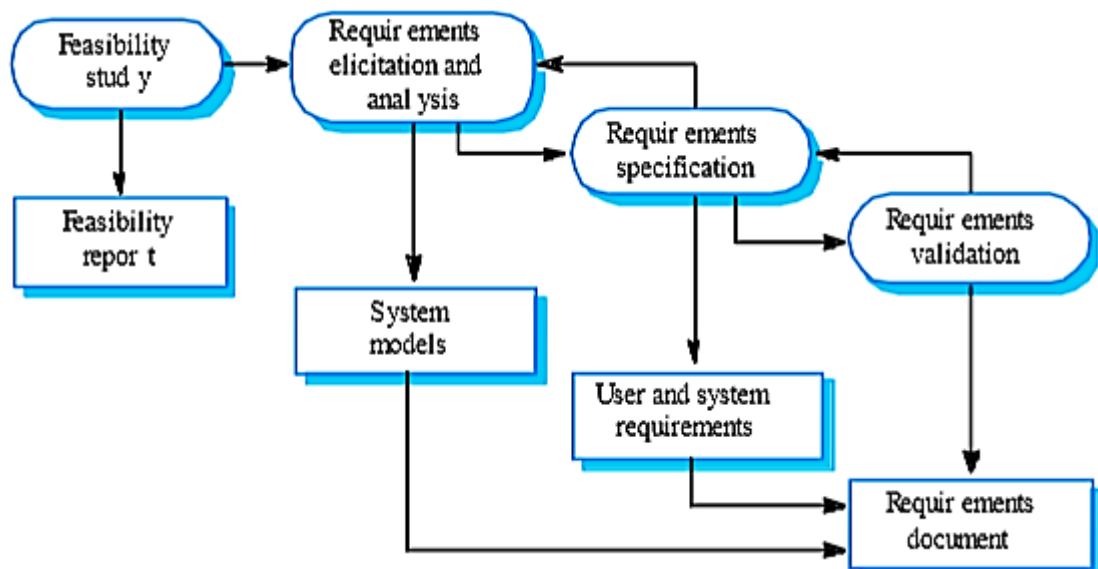 Feasibility
stud y
Requir ements
elicitation and
anal ysis
Requir ements
specification
Requir ements
validation
Feasibility
repor t
System
models
User and system
requirements
Requir ements
document